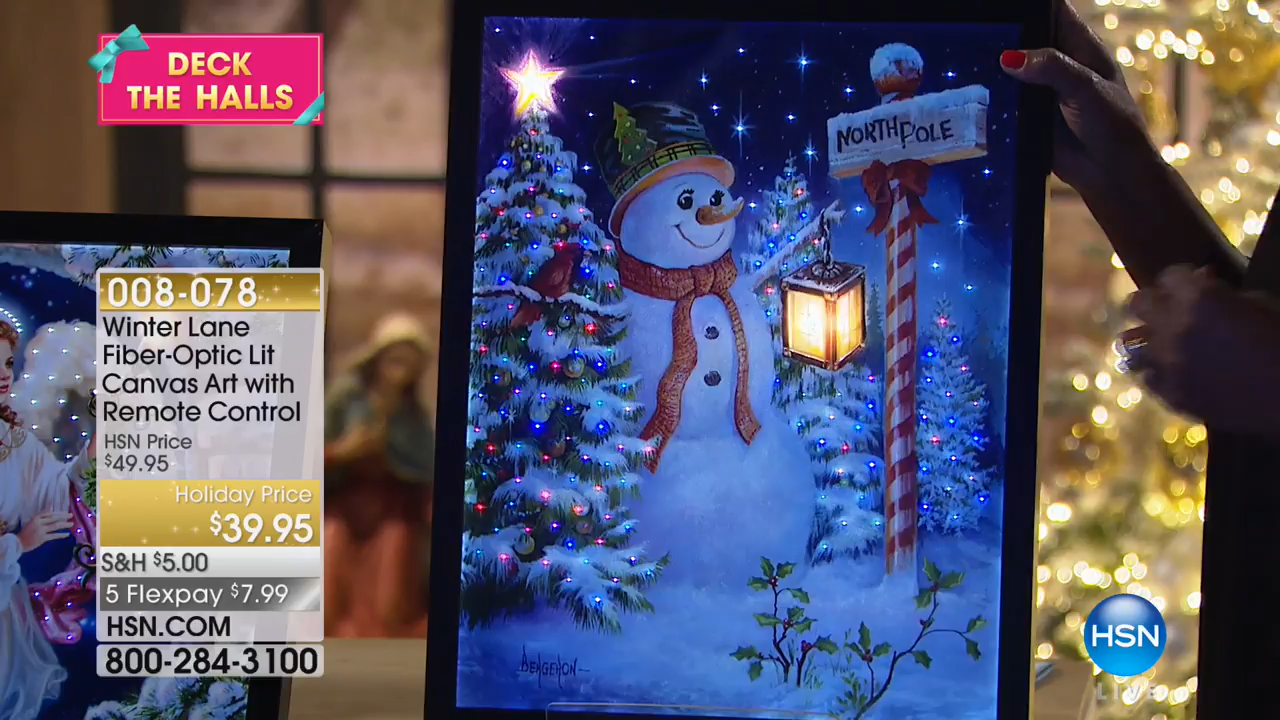 DECK
THE HALLS
NORTH POLE
008-078
Winter Lane
Fiber-Optic Lit
Canvas Art with
Remote Control
HSN Price
$49.95
Holiday Price
$39.95
S&H $5.00
5 Flexpay $7.99
HSN.COM
800-284-3100
BERGERON
HSN
LIVE